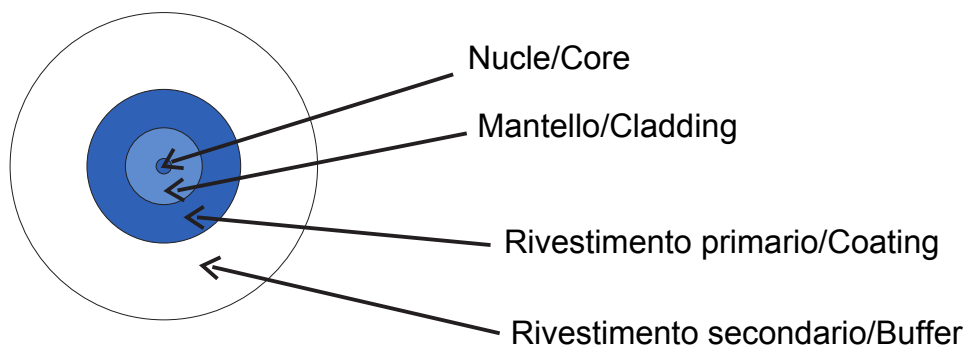 Nucle/Core
Mantello/Cladding
Rivestimento primario/Coating
Rivestimento secondario/Buffer